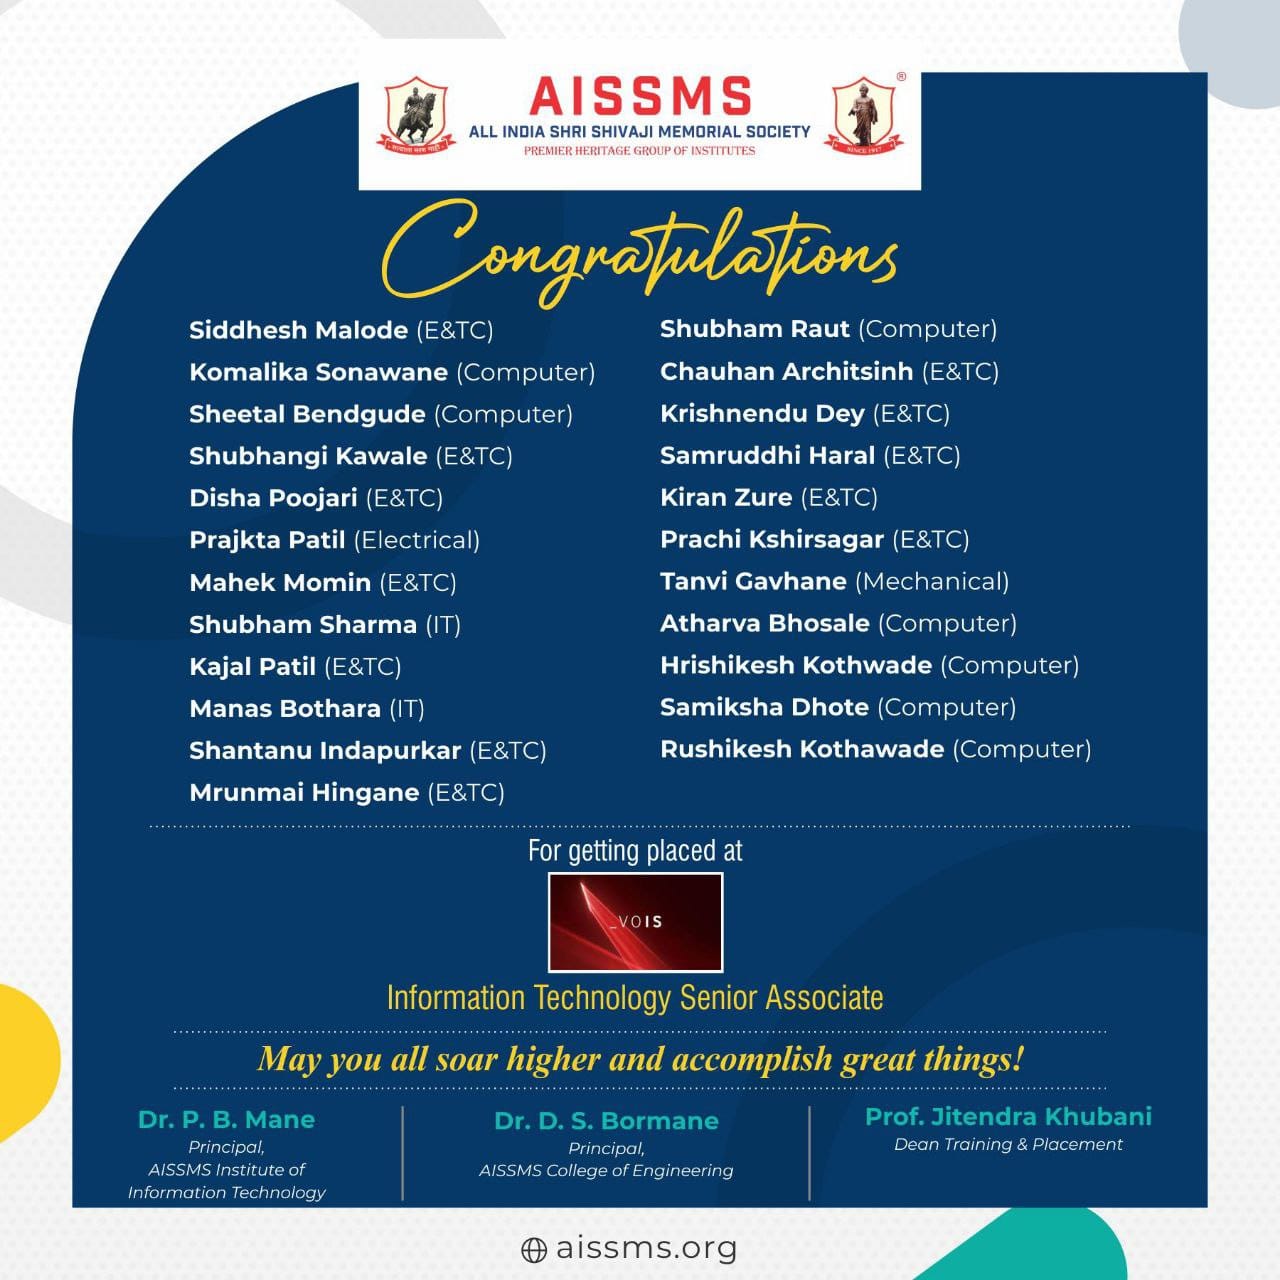 AISSMS
ALL INDIA SHRI SHIVAJI MEMORIAL SOCIETY
PREMIER HERITAGE GROUP OF INSTITUTES
®
SINCE 1917
Congratulations
Siddhesh Malode (E&TC)
Komalika Sonawane (Computer)
Sheetal Bendgude (Computer)
Shubhangi Kawale (E&TC)
Disha Poojari (E&TC)
Prajkta Patil (Electrical)
Mahek Momin (E&TC)
Shubham Sharma (IT)
Kajal Patil (E&TC)
Manas Bothara (IT)
Shantanu Indapurkar (E&TC)
Mrunmai Hingane (E&TC)
Shubham Raut (Computer)
Chauhan Architsinh (E&TC)
Krishnendu Dey (E&TC)
Samruddhi Haral (E&TC)
Kiran Zure (E&TC)
Prachi Kshirsagar (E&TC)
Tanvi Gavhane (Mechanical)
Atharva Bhosale (Computer)
Hrishikesh Kothwade (Computer)
Samiksha Dhote (Computer)
Rushikesh Kothawade (Computer)
For getting placed at
_VOIS
Information Technology Senior Associate
May you all soar higher and accomplish great things!
Dr. P. B. Mane
Principal,
AISSMS Institute of
Information Technology
Dr. D. S. Bormane
Principal,
AISSMS College of Engineering
Prof. Jitendra Khubani
Dean Training & Placement
aissms.org